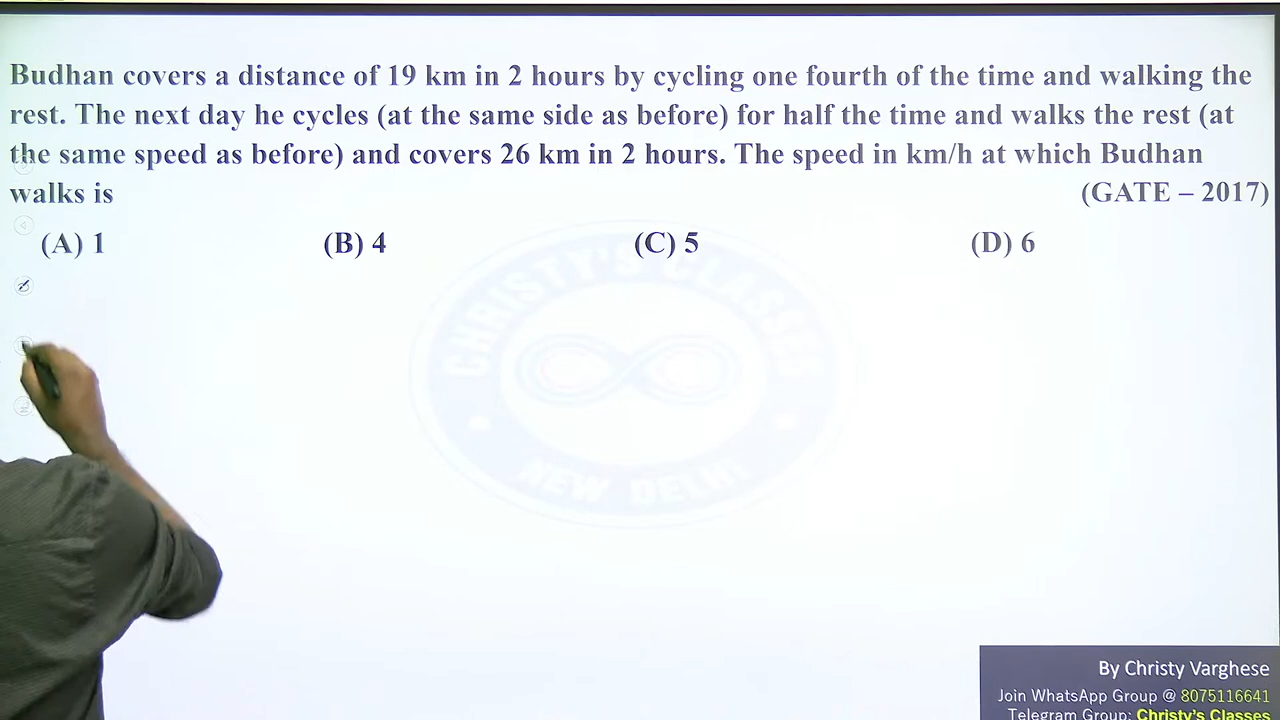 Budhan covers a distance of 19 km in 2 hours by cycling one fourth of the time and walking the
rest. The next day he cycles (at the same side as before) for half the time and walks the rest (at
the same speed as before) and covers 26 km in 2 hours. The speed in km/h at which Budhan
walks is (GATE – 2017)
(A) 1 (B) 4 (C) 5 (D) 6
CHRISTY'S CLASSES
NEW DELHI
By Christy Varghese
Join WhatsApp Group @ 8075116641
Telegram Group: Christy's Classes